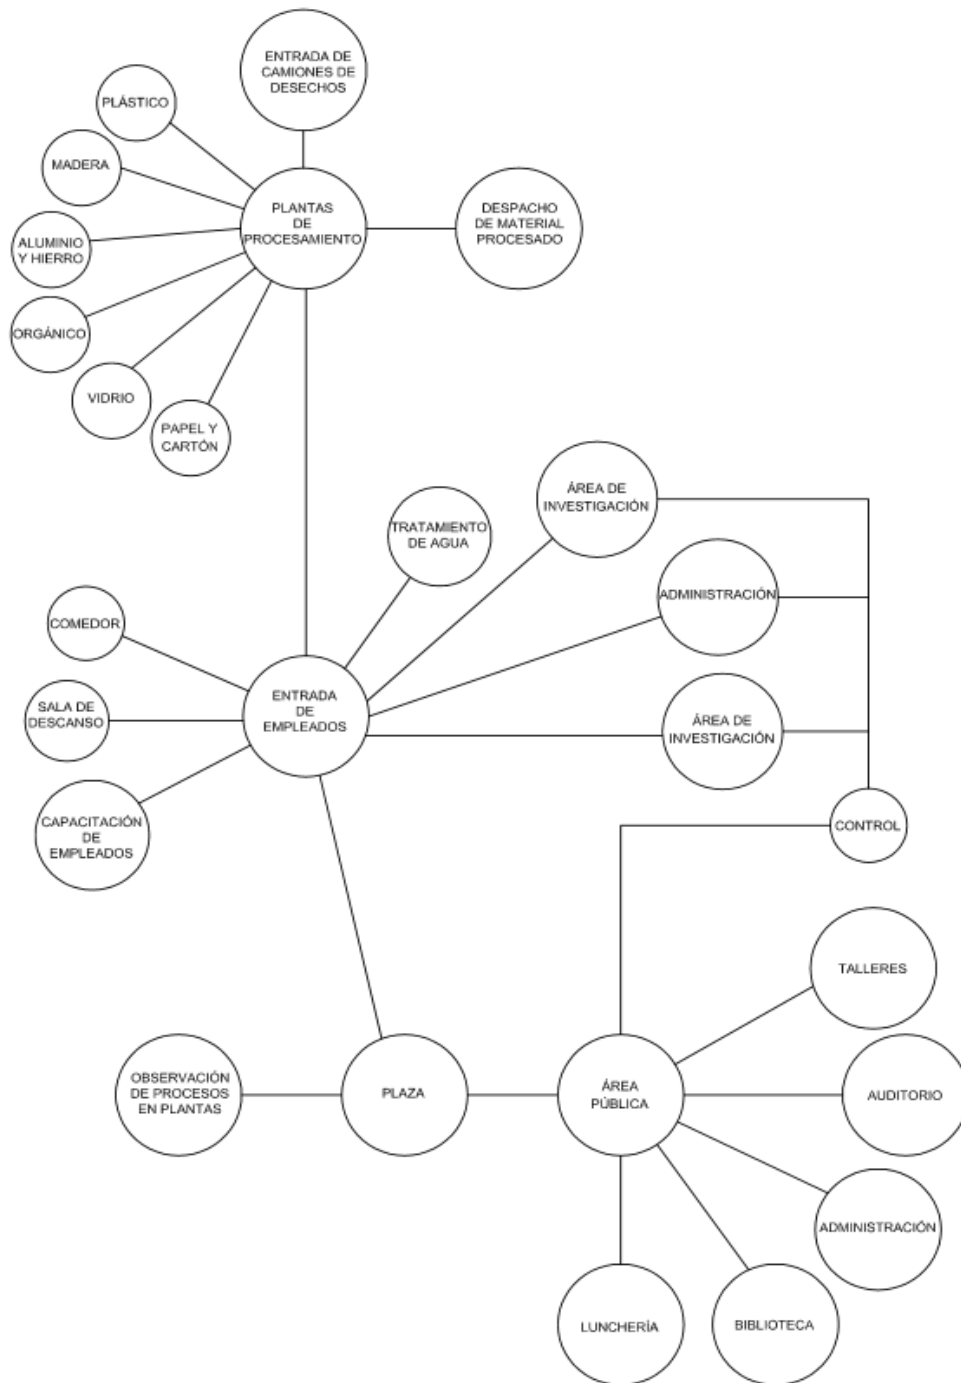 ENTRADA DE
CAMIONES DE
DESECHOS
PLÁSTICO
MADERA
PLANTAS
DE
PROCESAMIENTO
DESPACHO
DE MATERIAL
PROCESADO
ALUMINIO
Y HIERRO
ORGÁNICO
VIDRIO
PAPEL Y
CARTÓN
ÁREA DE
INVESTIGACIÓN
TRATAMIENTO
DE AGUA
ADMINISTRACIÓN
COMEDOR
ENTRADA
DE
EMPLEADOS
SALA DE
DESCANSO
ÁREA DE
INVESTIGACIÓN
CAPACITACIÓN
DE
EMPLEADOS
CONTROL
TALLERES
OBSERVACIÓN
DE PROCESOS
EN PLANTAS
PLAZA
ÁREA
PÚBLICA
AUDITORIO
ADMINISTRACIÓN
LUNCHERÍA
BIBLIOTECA